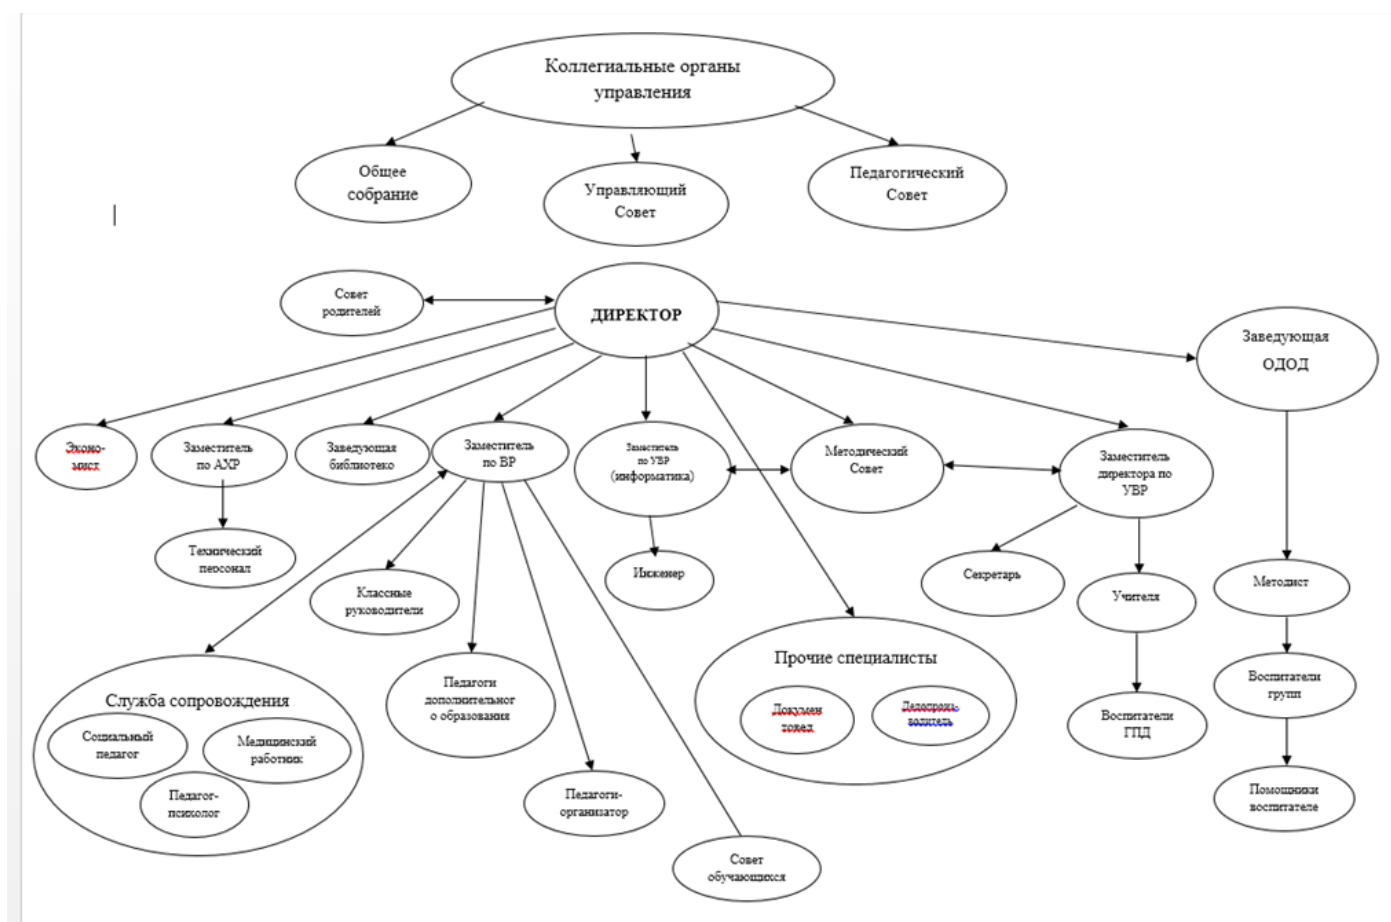 Коллегиальные органы
управления
Общее
собрание
Управляющий
Совет
Педагогический
Совет
Совет
родителей
ДИРЕКТОР
Заведующая
ОДОД
Эконо-
мист
Заместитель
по АХР
Заведующая
библиотеко
Заместитель
по ВР
Заместитель
по УВР
(информатика)
Методический
Совет
Заместитель
директора по
УВР
Технический
персонал
Классные
руководители
Инженер
Секретарь
Учителя
Методист
Служба сопровождения
Социальный
педагог
Медицинский
работник
Педагог-
психолог
Педагоги
дополнительног
о образования
Прочие специалисты
Докумен
товед
Делопроиз-
водитель
Воспитатели
ГПД
Воспитатели
групп
Педагоги-
организатор
Помощники
воспитателе
Совет
обучающихся